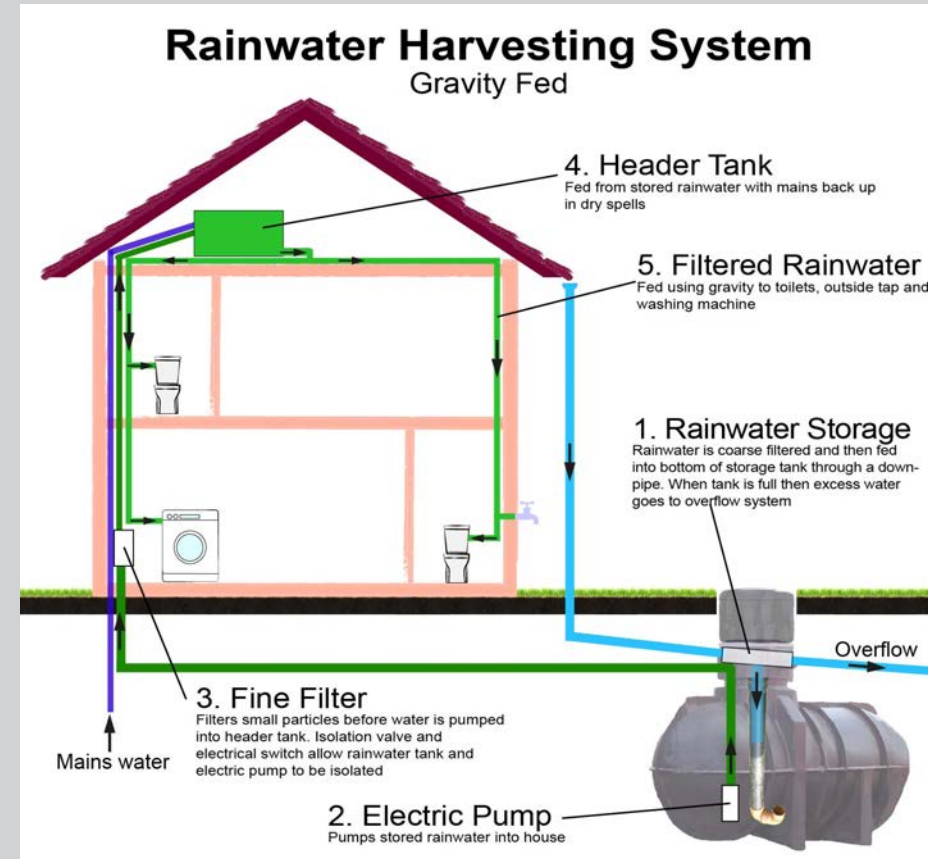 Rainwater Harvesting System
Gravity Fed
4. Header Tank
Fed from stored rainwater with mains back up
in dry spells
5. Filtered Rainwater
Fed using gravity to toilets, outside tap and
washing machine
1. Rainwater Storage
Rainwater is coarse filtered and then fed
into bottom of storage tank through a down-
pipe. When tank is full then excess water
goes to overflow system
Overflow
3. Fine Filter
Filters small particles before water is pumped
into header tank. Isolation valve and
electrical switch allow rainwater tank and
electric pump to be isolated
Mains water
2. Electric Pump
Pumps stored rainwater into house